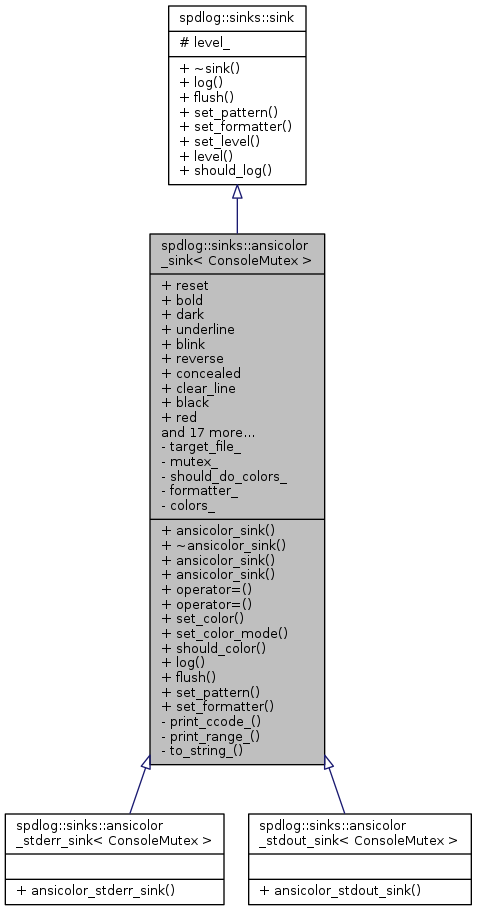 spdlog::sinks::sink
# level_
+ ~sink()
+ log()
+ flush()
+ set_pattern()
+ set_formatter()
+ set_level()
+ level()
+ should_log()
spdlog::sinks::ansicolor
_sink< ConsoleMutex >
+ reset
+ bold
+ dark
+ underline
+ blink
+ reverse
+ concealed
+ clear_line
+ black
+ red
and 17 more...
- target_file_
- mutex_
- should_do_colors_
- formatter_
- colors_
+ ansicolor_sink()
+ ~ansicolor_sink()
+ ansicolor_sink()
+ ansicolor_sink()
+ operator=()
+ operator=()
+ set_color()
+ set_color_mode()
+ should_color()
+ log()
+ flush()
+ set_pattern()
+ set_formatter()
- print_ccode_()
- print_range_()
- to_string_()
spdlog::sinks::ansicolor
_stderr_sink< ConsoleMutex >
+ ansicolor_stderr_sink()
spdlog::sinks::ansicolor
_stdout_sink< ConsoleMutex >
+ ansicolor_stdout_sink()